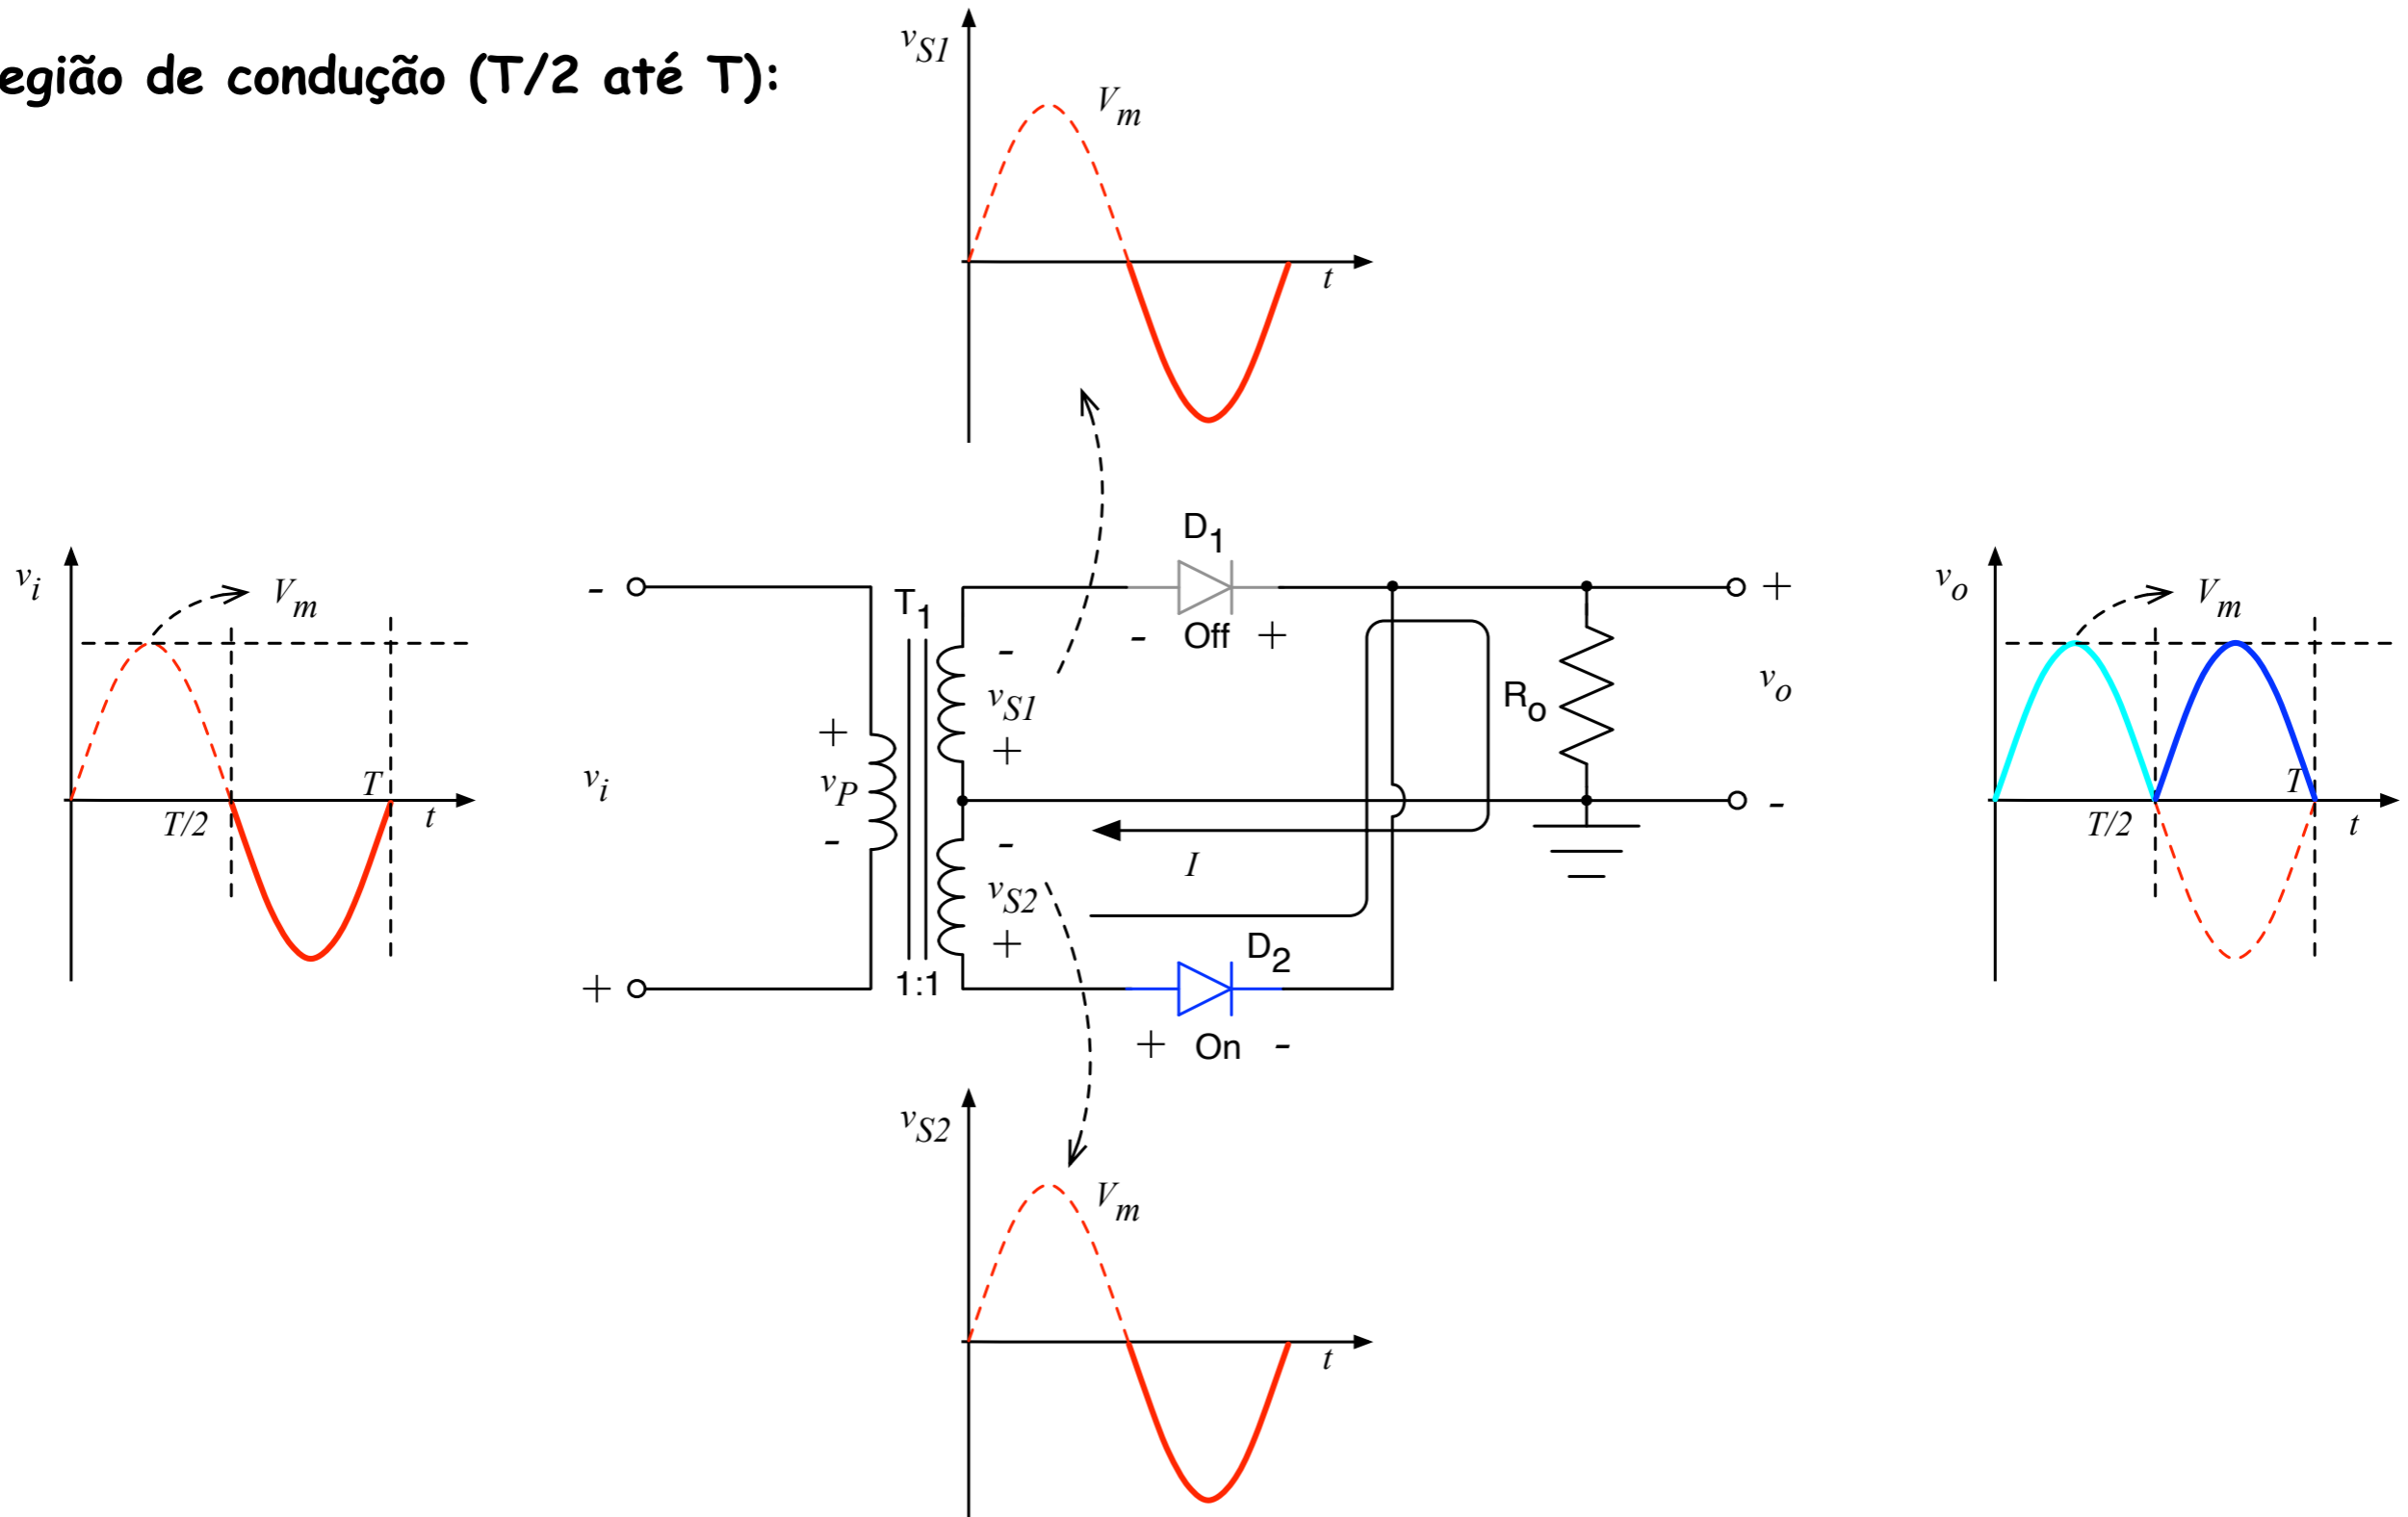 egião de condução (T/2 até T):
vS1
Vm
t
D1
vi
Vm
-
T1
- Off +
+
vo
Vm
-
vS1
+
Ro
vo
+
vP
-
vi
T
T/2
t
-
T
T/2
t
-
vS2
+
I
D2
+
1:1
+ On -
vS2
Vm
t